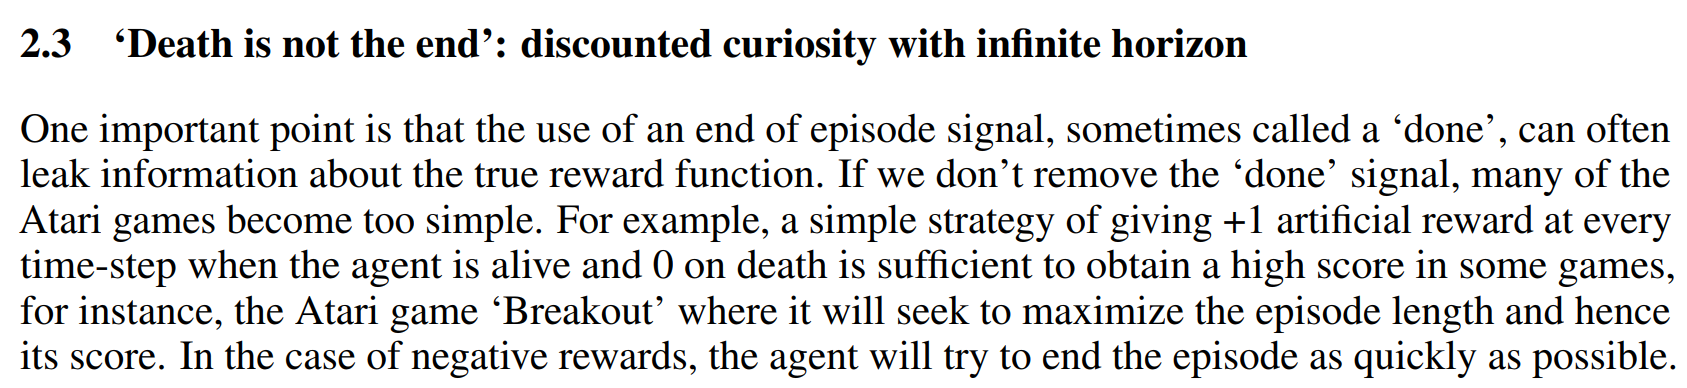 2.3 ‘Death is not the end’: discounted curiosity with infinite horizon
One important point is that the use of an end of episode signal, sometimes called a ‘done’, can often
leak information about the true reward function. If we don’t remove the ‘done’ signal, many of the
Atari games become too simple. For example, a simple strategy of giving +1 artificial reward at every
time-step when the agent is alive and 0 on death is sufficient to obtain a high score in some games,
for instance, the Atari game ‘Breakout’ where it will seek to maximize the episode length and hence
its score. In the case of negative rewards, the agent will try to end the episode as quickly as possible.